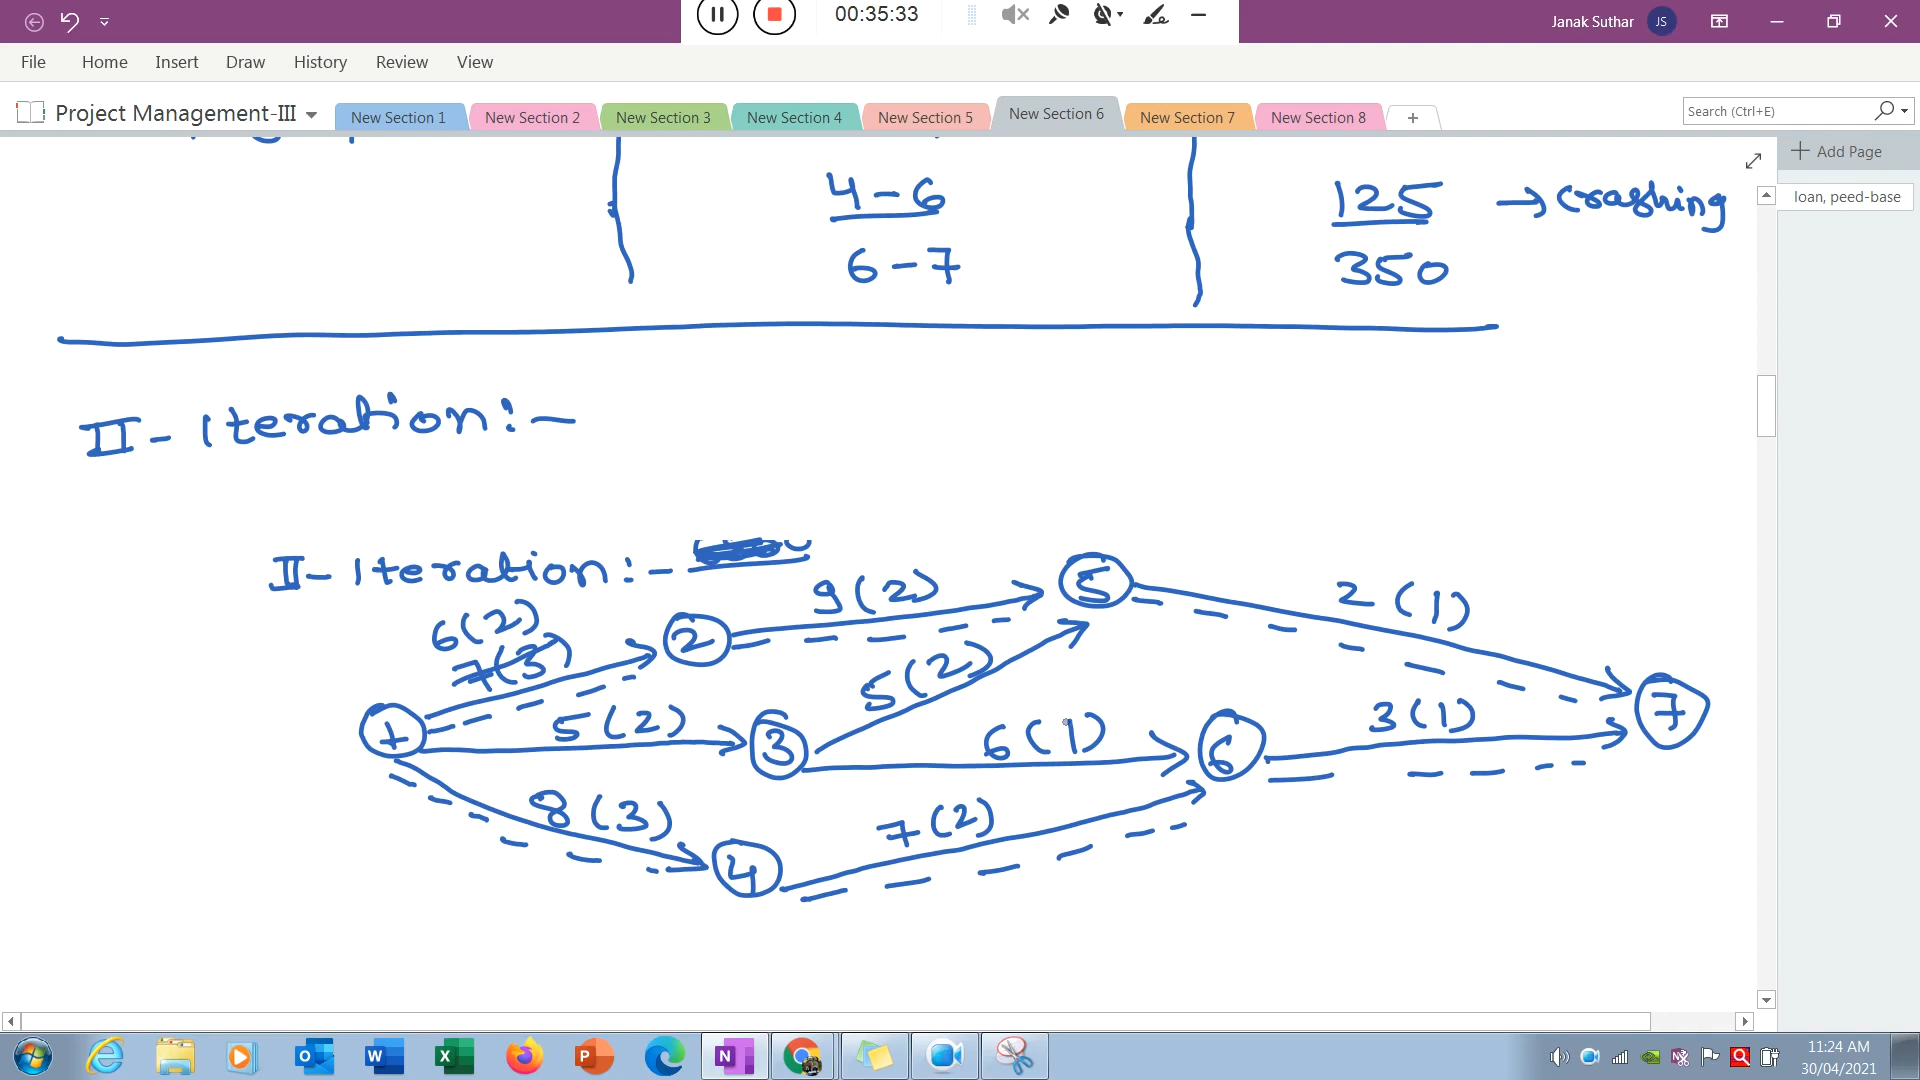 00:35:33
Janak Suthar JS
File Home Insert Draw History Review View
Project Management-III New Section 1 New Section 2 New Section 3 New Section 4 New Section 5 New Section 6 New Section 7 New Section 8 + Search (Ctrl+E)
Add Page
loan, peed-base
4-6 125 → crashing
6-7 350
II- Iteration:-
II- Iteration:-
6(2)
7(3)
9(2)
5
2(1)
2
5(2)
1
5(2)
3
6(1)
6
3(1)
7
8(3)
4
7(2)
11:24 AM
30/04/2021